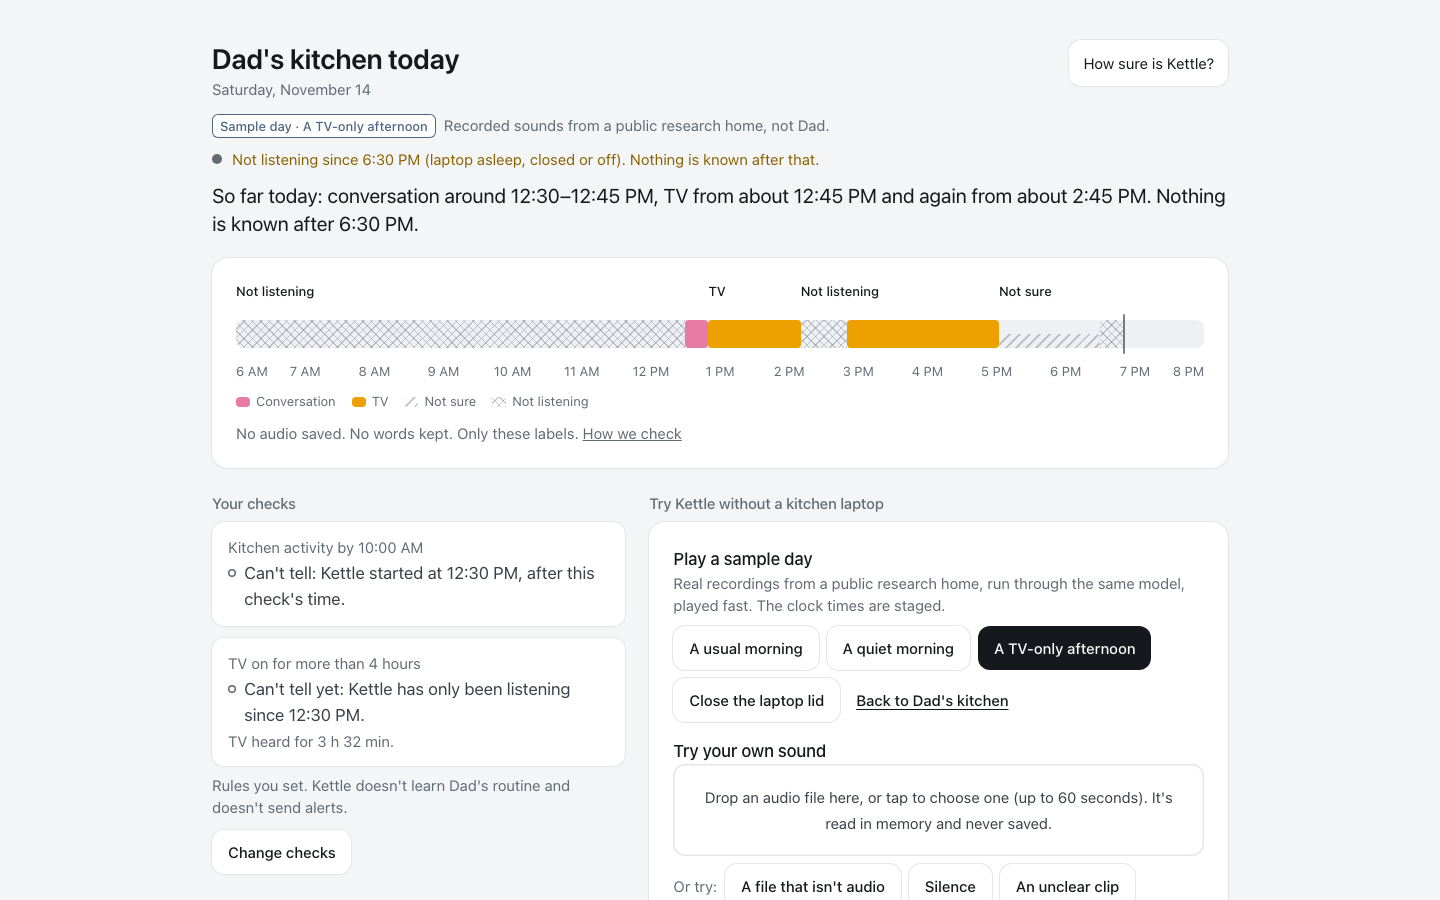 Dad's kitchen today
How sure is Kettle?
Saturday, November 14
Sample day · A TV-only afternoon Recorded sounds from a public research home, not Dad.
Not listening since 6:30 PM (laptop asleep, closed or off). Nothing is known after that.
So far today: conversation around 12:30–12:45 PM, TV from about 12:45 PM and again from about 2:45 PM. Nothing
is known after 6:30 PM.
Not listening TV Not listening Not sure
6 AM 7 AM 8 AM 9 AM 10 AM 11 AM 12 PM 1 PM 2 PM 3 PM 4 PM 5 PM 6 PM 7 PM 8 PM
Conversation TV Not sure Not listening
No audio saved. No words kept. Only these labels. How we check
Your checks
Kitchen activity by 10:00 AM
Can't tell: Kettle started at 12:30 PM, after this
check's time.
TV on for more than 4 hours
Can't tell yet: Kettle has only been listening
since 12:30 PM.
TV heard for 3 h 32 min.
Rules you set. Kettle doesn't learn Dad's routine and
doesn't send alerts.
Change checks
Try Kettle without a kitchen laptop
Play a sample day
Real recordings from a public research home, run through the same model,
played fast. The clock times are staged.
A usual morning A quiet morning A TV-only afternoon
Close the laptop lid Back to Dad's kitchen
Try your own sound
Drop an audio file here, or tap to choose one (up to 60 seconds). It's
read in memory and never saved.
Or try: A file that isn't audio Silence An unclear clip